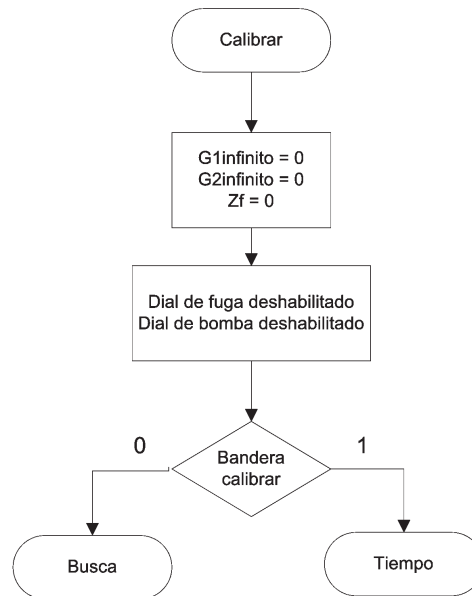 Calibrar
G1infinito = 0
G2infinito = 0
Zf = 0
Dial de fuga deshabilitado
Dial de bomba deshabilitado
0
1
Bandera
calibrar
Busca
Tiempo